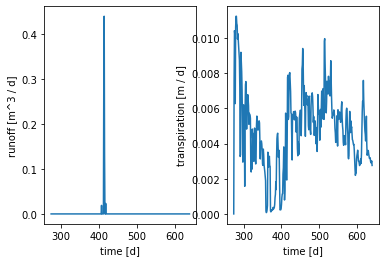 runoff [m^3 / d]
0.4
0.3
0.2
0.1
0.0
300 400 500 600
time [d]
transpiration [m / d]
0.010
0.008
0.006
0.004
0.002
0.000
300 400 500 600
time [d]